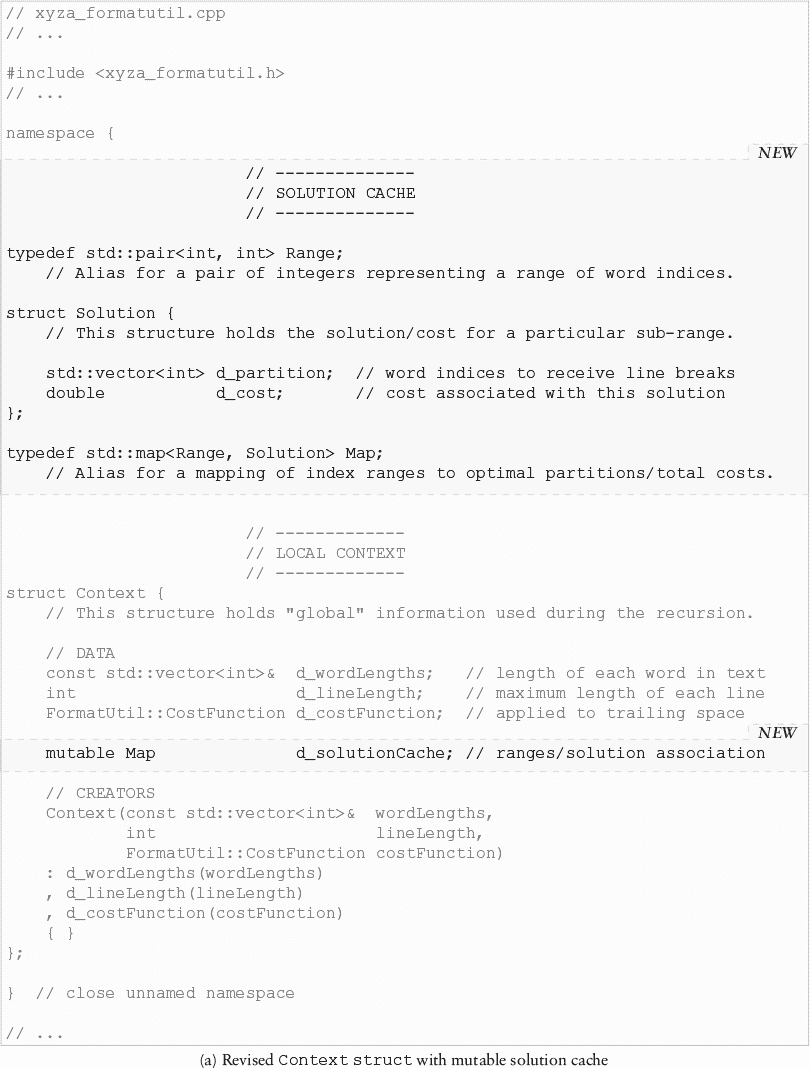 // xyza_formatutil.cpp
// ...
#include <xyza_formatutil.h>
// ...
namespace {
NEW
// --------------
// SOLUTION CACHE
// --------------
typedef std::pair<int, int> Range;
    // Alias for a pair of integers representing a range of word indices.
struct Solution {
    // This structure holds the solution/cost for a particular sub-range.
    std::vector<int> d_partition;  // word indices to receive line breaks
    double           d_cost;       // cost associated with this solution
};
typedef std::map<Range, Solution> Map;
    // Alias for a mapping of index ranges to optimal partitions/total costs.
// -------------
// LOCAL CONTEXT
// -------------
struct Context {
    // This structure holds "global" information used during the recursion.
    // DATA
    const std::vector<int>&  d_wordLengths;   // length of each word in text
    int                      d_lineLength;    // maximum length of each line
    FormatUtil::CostFunction d_costFunction;  // applied to trailing space
NEW
    mutable Map              d_solutionCache; // ranges/solution association
    // CREATORS
    Context(const std::vector<int>&  wordLengths,
            int                      lineLength,
            FormatUtil::CostFunction costFunction)
    : d_wordLengths(wordLengths)
    , d_lineLength(lineLength)
    , d_costFunction(costFunction)
    { }
};
}  // close unnamed namespace
// ...
(a) Revised Context struct with mutable solution cache